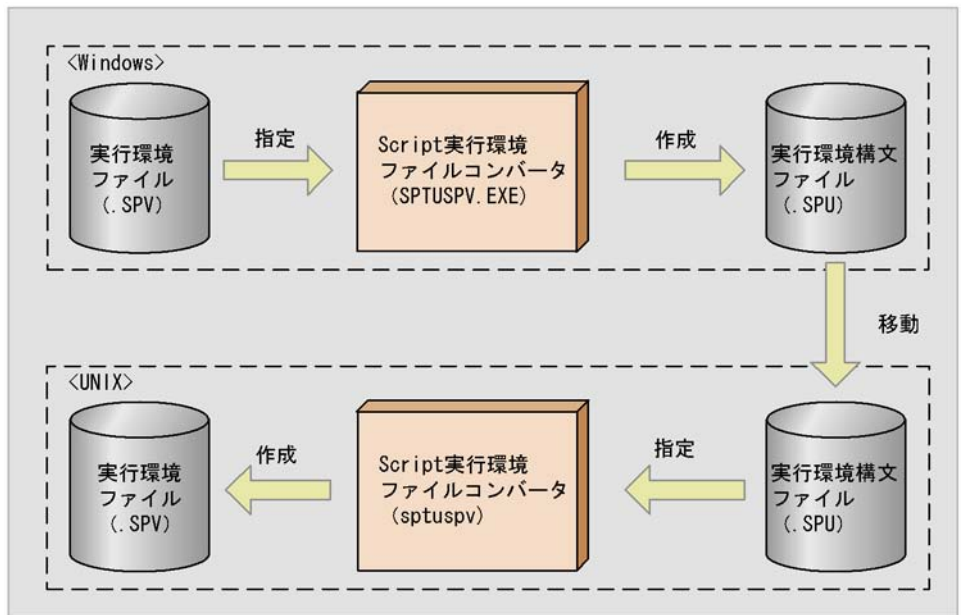 <Windows>
実行環境
ファイル
(.SPV)
指定
Script実行環境
ファイルコンバータ
(SPTUSPV.EXE)
作成
実行環境構文
ファイル
(.SPU)
移動
<UNIX>
実行環境
ファイル
(.SPV)
作成
Script実行環境
ファイルコンバータ
(sptuspv)
指定
実行環境構文
ファイル
(.SPU)